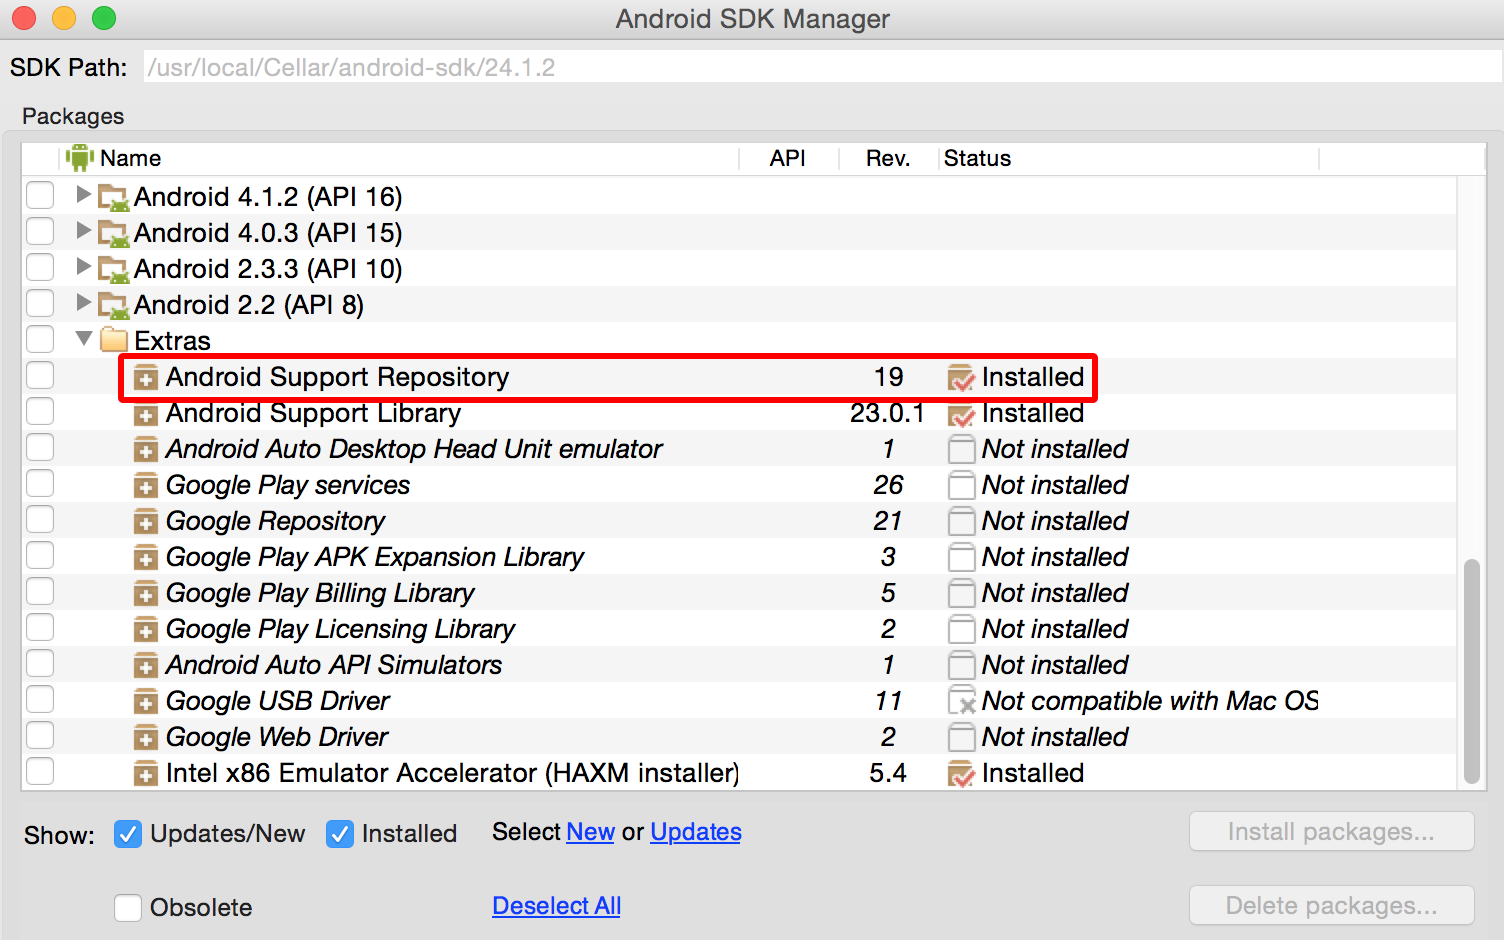 Android SDK Manager
SDK Path: /usr/local/Cellar/android-sdk/24.1.2
Packages
Name API Rev. Status
Android 4.1.2 (API 16)
Android 4.0.3 (API 15)
Android 2.3.3 (API 10)
Android 2.2 (API 8)
Extras
Android Support Repository 19 Installed
Android Support Library 23.0.1 Installed
Android Auto Desktop Head Unit emulator 1 Not installed
Google Play services 26 Not installed
Google Repository 21 Not installed
Google Play APK Expansion Library 3 Not installed
Google Play Billing Library 5 Not installed
Google Play Licensing Library 2 Not installed
Android Auto API Simulators 1 Not installed
Google USB Driver 11 Not compatible with Mac OS
Google Web Driver 2 Not installed
Intel x86 Emulator Accelerator (HAXM installer) 5.4 Installed
Show: Updates/New Installed Select New or Updates Install packages...
Obsolete Deselect All Delete packages...